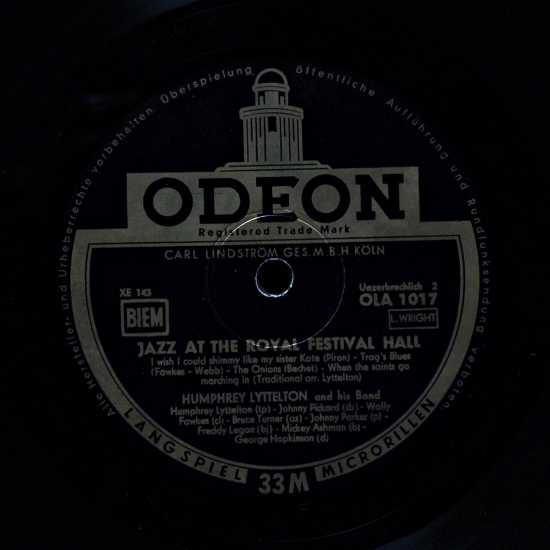 Alle Hersteller- und Urheberrechte vorbehalten. Überspielung, öffentliche Aufführung und Rundfunksendung verboten.
ODEON
Registered Trade Mark
CARL LINDSTRÖM GES.M.B.H KÖLN
XE 143
BIEM
Unzerbrechlich 2
OLA 1017
L. WRIGHT
JAZZ AT THE ROYAL FESTIVAL HALL
I wish I could shimmy like my sister Kate (Piron) - Trog's Blues
(Fawkes - Webb) - The Onions (Bechet) - When the saints go
marching in (Traditional arr. Lyttelton)
HUMPHREY LYTTELTON and his Band
Humphrey Lyttelton (tp) - Johnny Pickard (tb) - Wally
Fawkes (cl) - Bruce Turner (as) - Johnny Parker (p) -
Freddy Legon (bj) - Mickey Ashman (b) -
George Hopkinson (d)
LANGSPIEL 33M MICRORILLEN